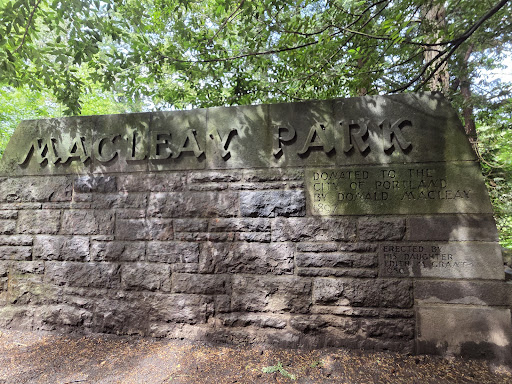 MACLEAY PARK
DONATED TO THE
CITY OF PORTLAND
BY DONALD MACLEAY
ERECTED BY
HIS DAUGHTER